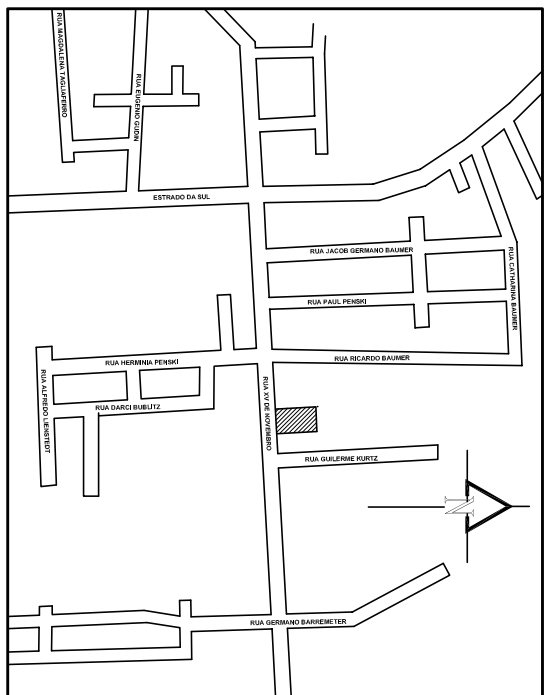 RUA MAGDALENA TAGLIAFERRO
RUA EUGENIO GUDIN
ESTRADO DA SUL
RUA JACOB GERMANO BAUMER
RUA CATHARINA BAUMER
RUA PAUL PENSKI
RUA HERMINIA PENSKI
RUA RICARDO BAUMER
RUA ALFREDO LIENSTEDT
RUA DARCI BUBLITZ
RUA XV DE NOVEMBRO
RUA GUILERME KURTZ
N
RUA GERMANO BARREMETER